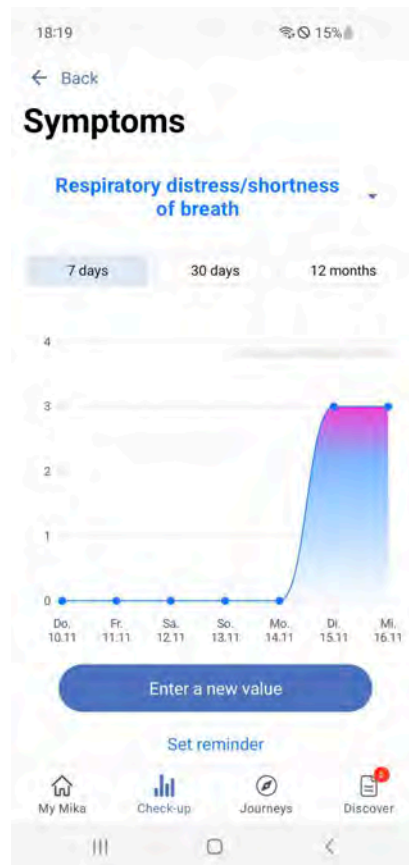 18:19 15%
← Back
Symptoms
Respiratory distress/shortness
of breath
7 days 30 days 12 months
4
3
2
1
0
Do. Fr. Sa. So. Mo. Di. Mi.
10.11 11.11 12.11 13.11 14.11 15.11 16.11
Enter a new value
Set reminder
My Mika Check-up Journeys Discover